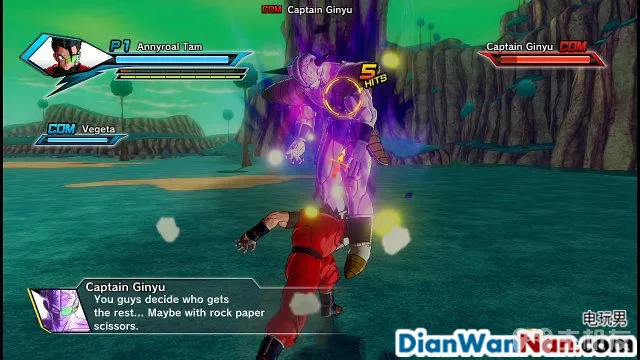 COM Captain Ginyu
P1 Annyroal Tam
Captain Ginyu COM
5
HITS
COM Vegeta
Captain Ginyu
You guys decide who gets
the rest... Maybe with rock paper
scissors.
电玩男
DianWanNan.com